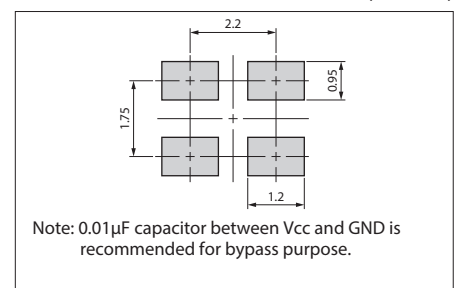 2.2
0.95
1.75
1.2
Note: 0.01µF capacitor between Vcc and GND is
recommended for bypass purpose.